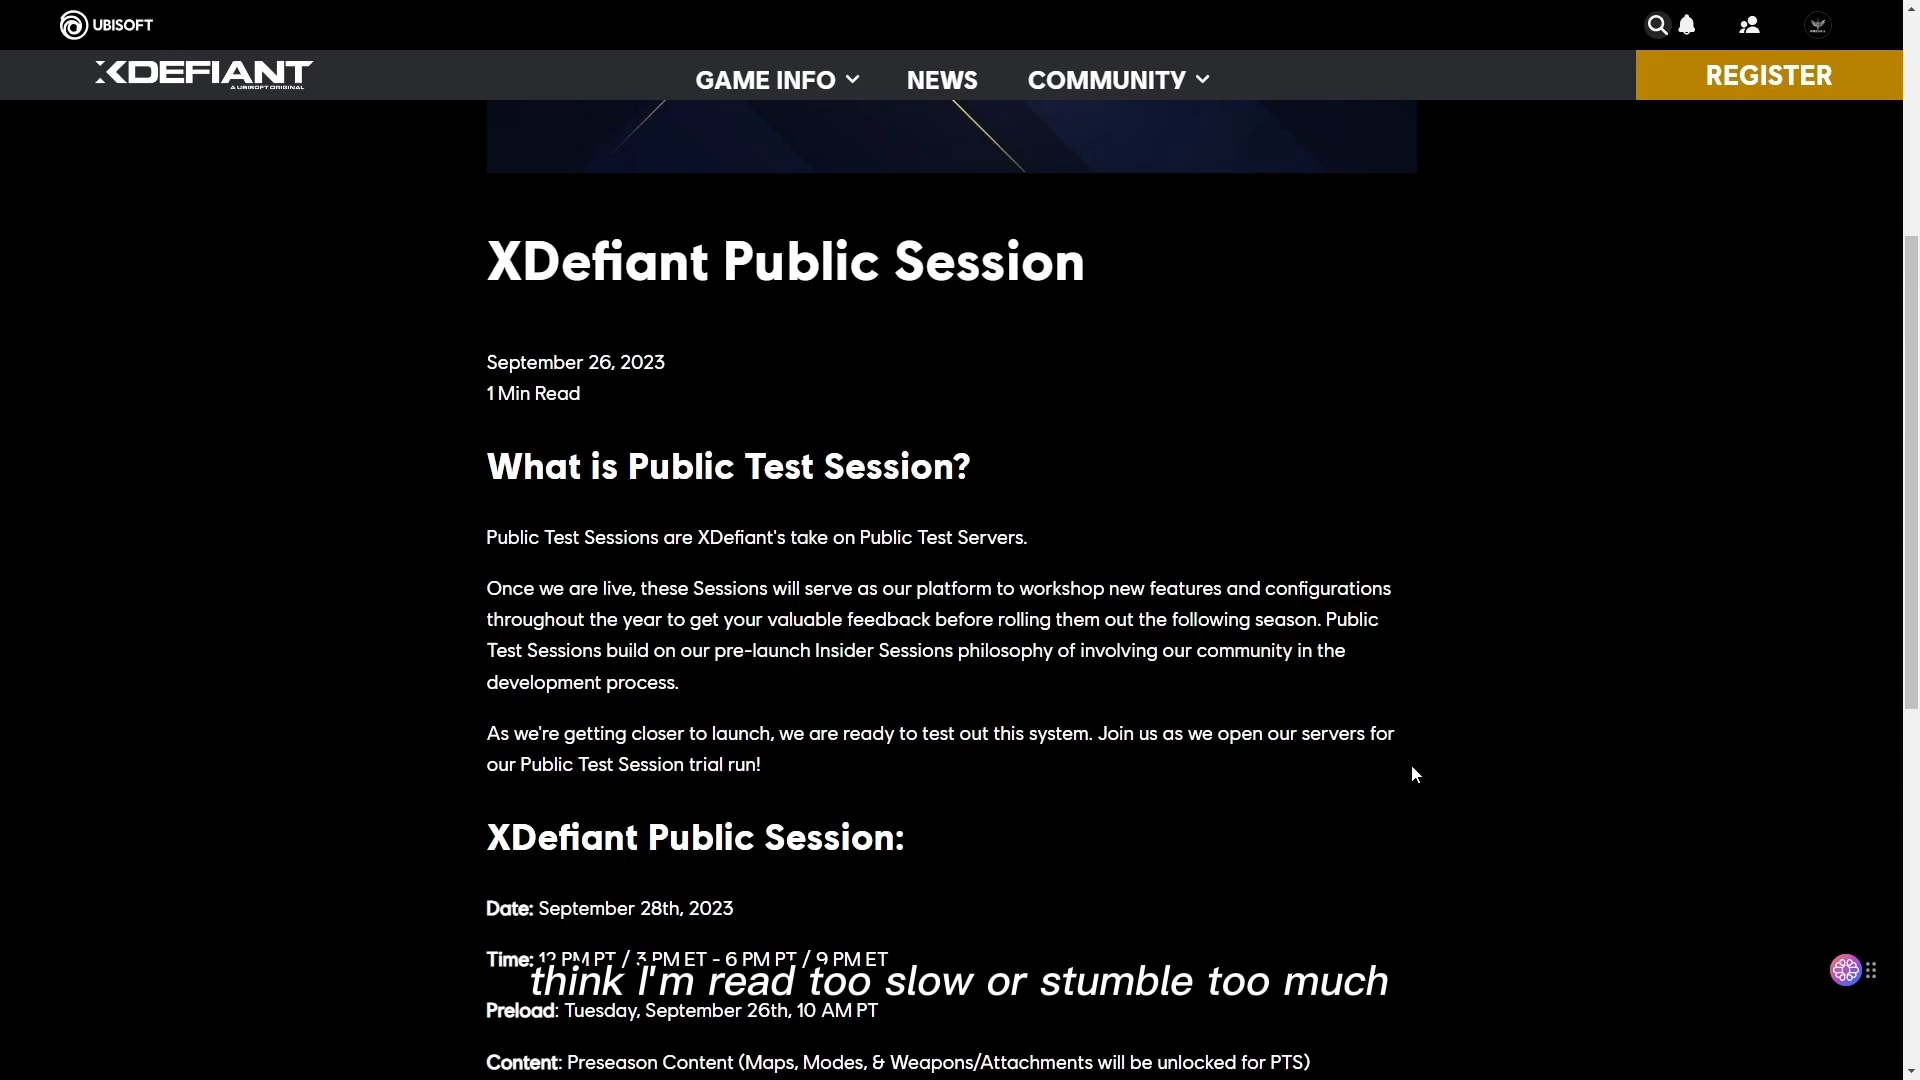 UBISOFT
XDEFIANT
A UBISOFT ORIGINAL
GAME INFO
NEWS
COMMUNITY
REGISTER
XDefiant Public Session
September 26, 2023
1 Min Read
What is Public Test Session?
Public Test Sessions are XDefiant's take on Public Test Servers.
Once we are live, these Sessions will serve as our platform to workshop new features and configurations
throughout the year to get your valuable feedback before rolling them out the following season. Public
Test Sessions build on our pre-launch Insider Sessions philosophy of involving our community in the
development process.
As we're getting closer to launch, we are ready to test out this system. Join us as we open our servers for
our Public Test Session trial run!
XDefiant Public Session:
Date: September 28th, 2023
Time: 12 PM PT / 3 PM ET - 6 PM PT / 9 PM ET
think I'm read too slow or stumble too much
Preload: Tuesday, September 26th, 10 AM PT
Content: Preseason Content (Maps, Modes, & Weapons/Attachments will be unlocked for PTS)